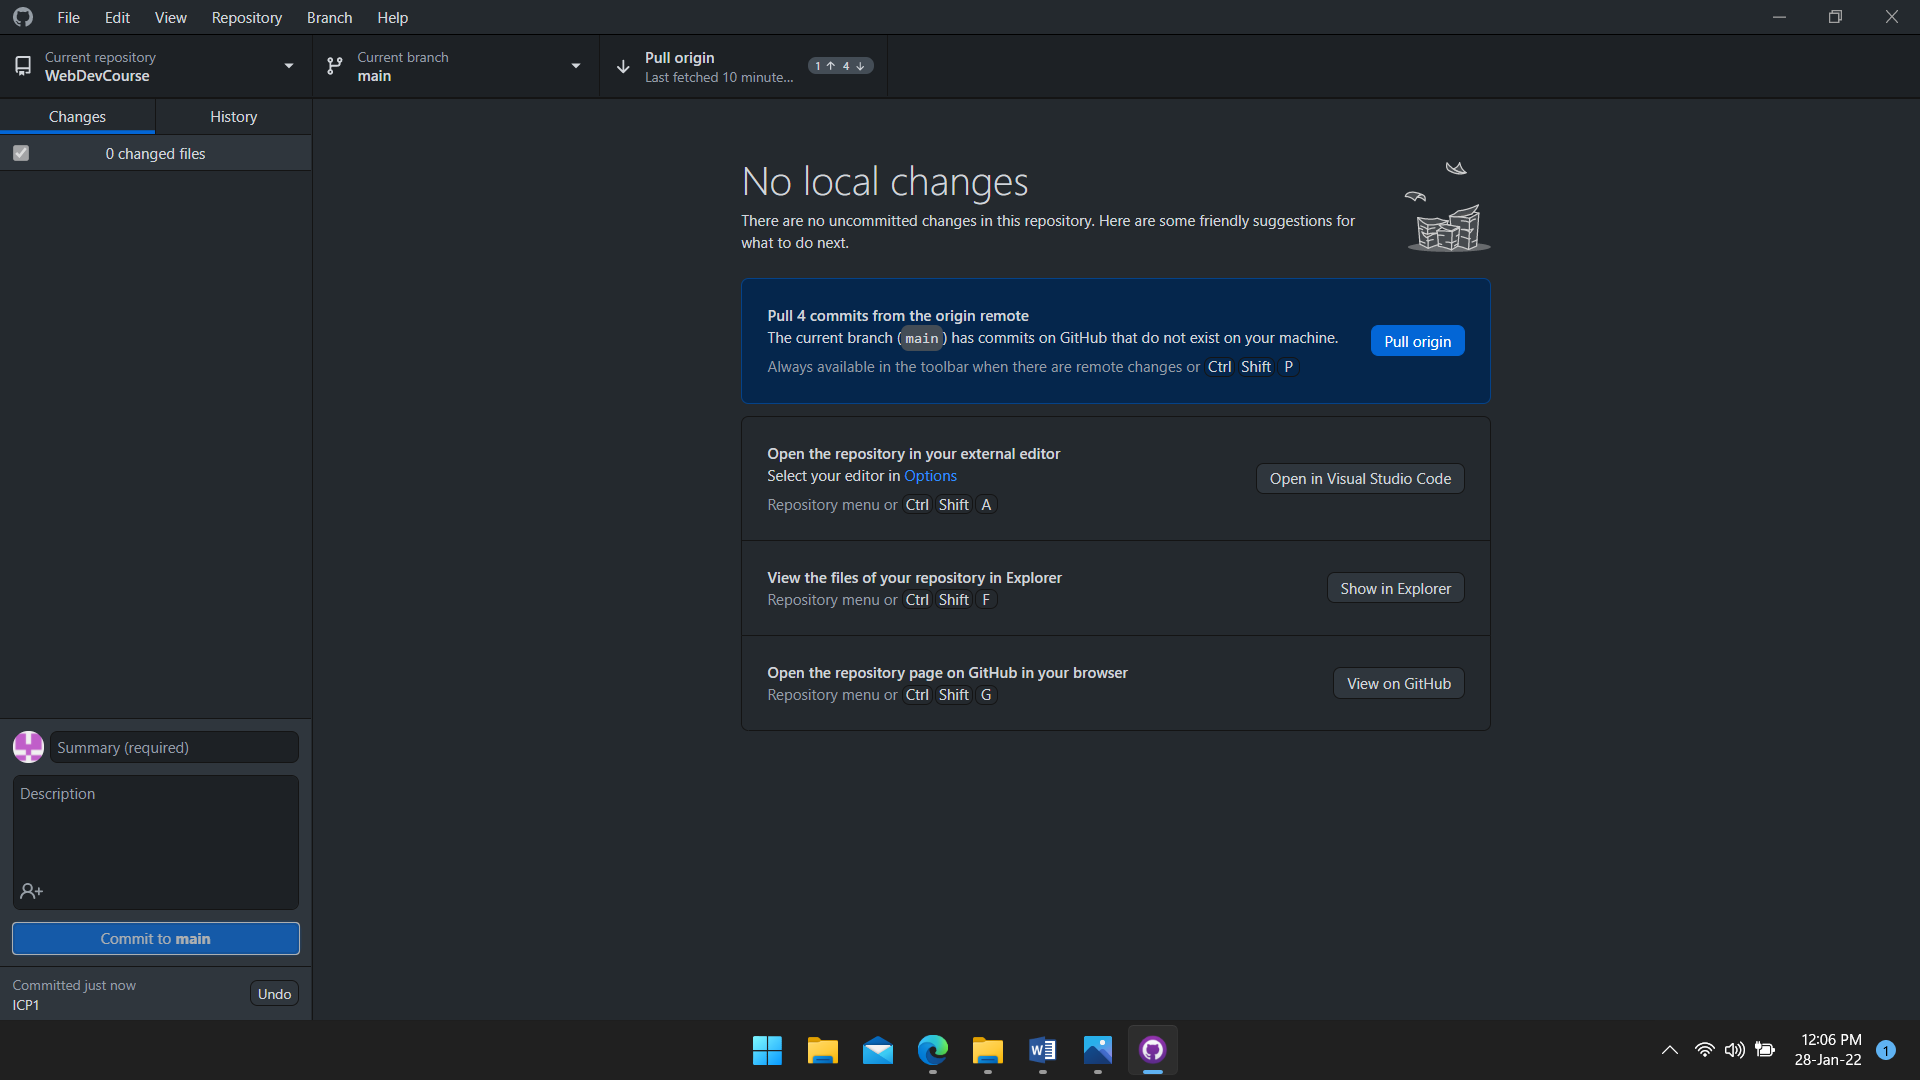 File Edit View Repository Branch Help
Current repository
WebDevCourse
Current branch
main
Pull origin
Last fetched 10 minute...
1 ↑ 4 ↓
Changes
History
0 changed files
No local changes
There are no uncommitted changes in this repository. Here are some friendly suggestions for
what to do next.
Pull 4 commits from the origin remote
The current branch (main) has commits on GitHub that do not exist on your machine.
Always available in the toolbar when there are remote changes or Ctrl Shift P
Pull origin
Open the repository in your external editor
Select your editor in Options
Repository menu or Ctrl Shift A
Open in Visual Studio Code
View the files of your repository in Explorer
Repository menu or Ctrl Shift F
Show in Explorer
Open the repository page on GitHub in your browser
Repository menu or Ctrl Shift G
View on GitHub
Summary (required)
Description
Commit to main
Committed just now
ICP1
Undo
W
12:06 PM
28-Jan-22
1